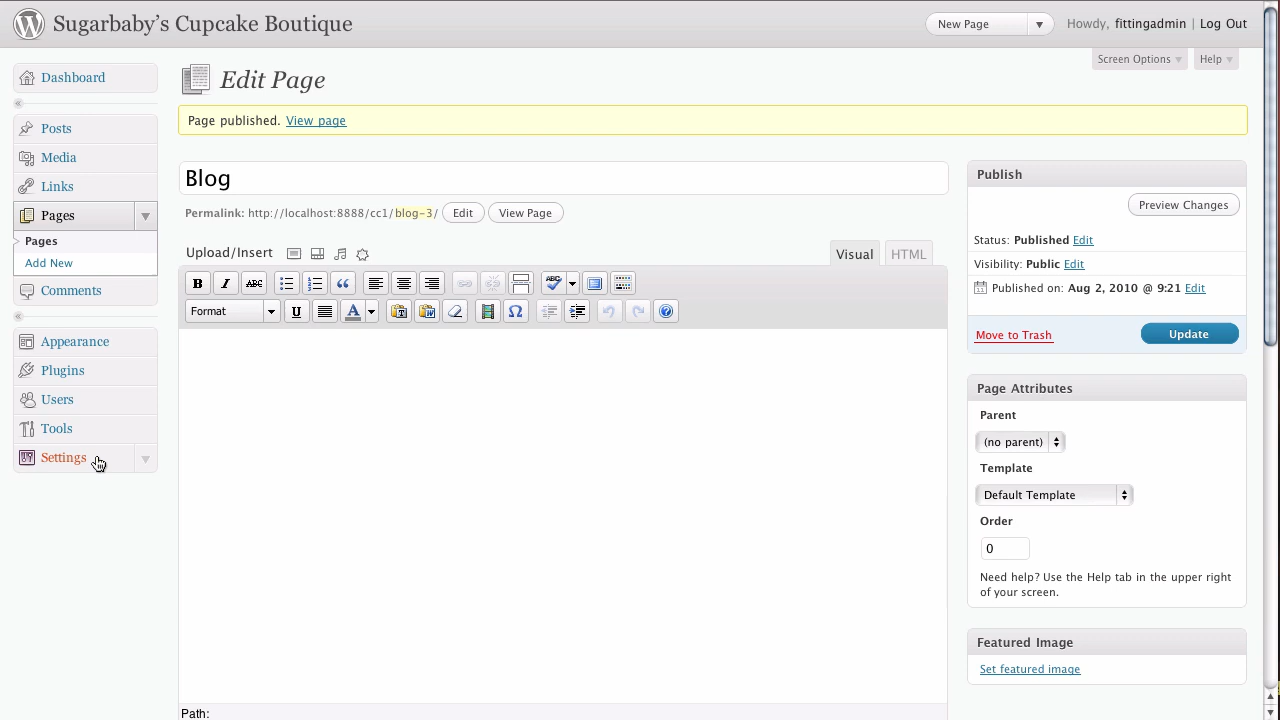 Sugarbaby's Cupcake Boutique
New Page
Howdy, fittingadmin | Log Out
Screen Options
Help
Dashboard
Posts
Media
Links
Pages
Pages
Add New
Comments
Appearance
Plugins
Users
Tools
Settings
Edit Page
Page published. View page
Blog
Permalink: http://localhost:8888/cc1/blog-3/ Edit View Page
Upload/Insert
Visual
HTML
B I ABC
ABC
Format
U
A
Ω
Path:
Publish
Preview Changes
Status: Published Edit
Visibility: Public Edit
Published on: Aug 2, 2010 @ 9:21 Edit
Move to Trash
Update
Page Attributes
Parent
(no parent)
Template
Default Template
Order
0
Need help? Use the Help tab in the upper right
of your screen.
Featured Image
Set featured image